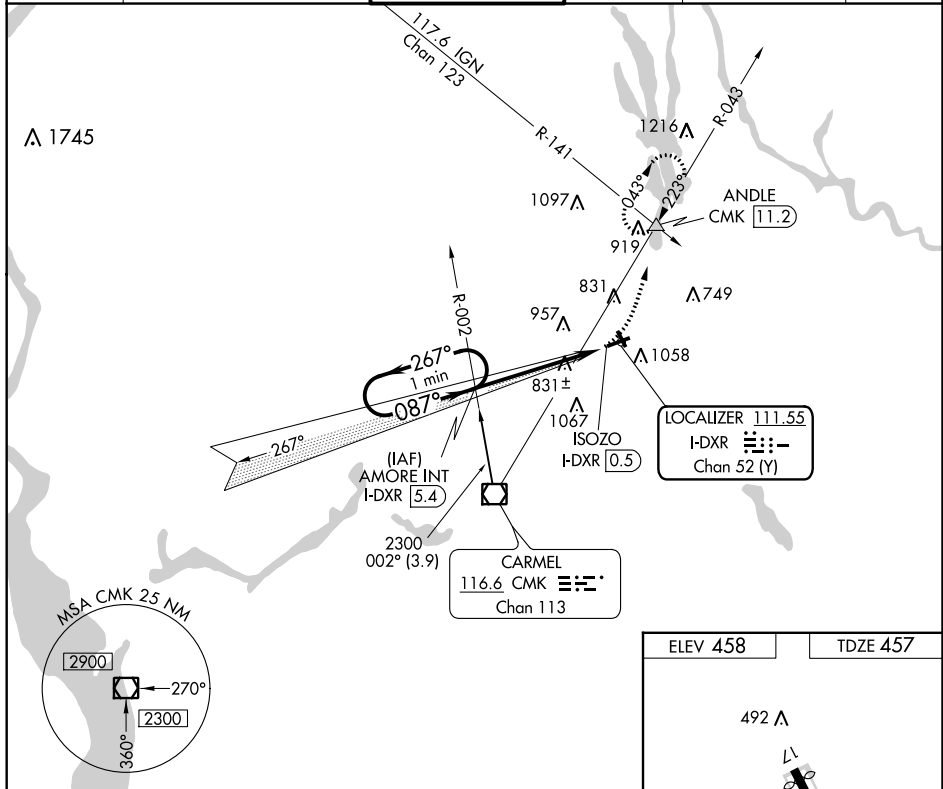 117.6 IGN
Chan 123
R-141
R-043
1745
1216
043°
223°
ANDLE
CMK 11.2
1097
919
831
749
R-002
957
1058
267°
1 min
087°
831±
1067
267°
ISOZO
I-DXR 0.5
LOCALIZER 111.55
I-DXR
Chan 52 (Y)
(IAF)
AMORE INT
I-DXR 5.4
2300
002° (3.9)
CARMEL
116.6 CMK
Chan 113
MSA CMK 25 NM
2900
270°
2300
360°
ELEV 458
TDZE 457
492
17